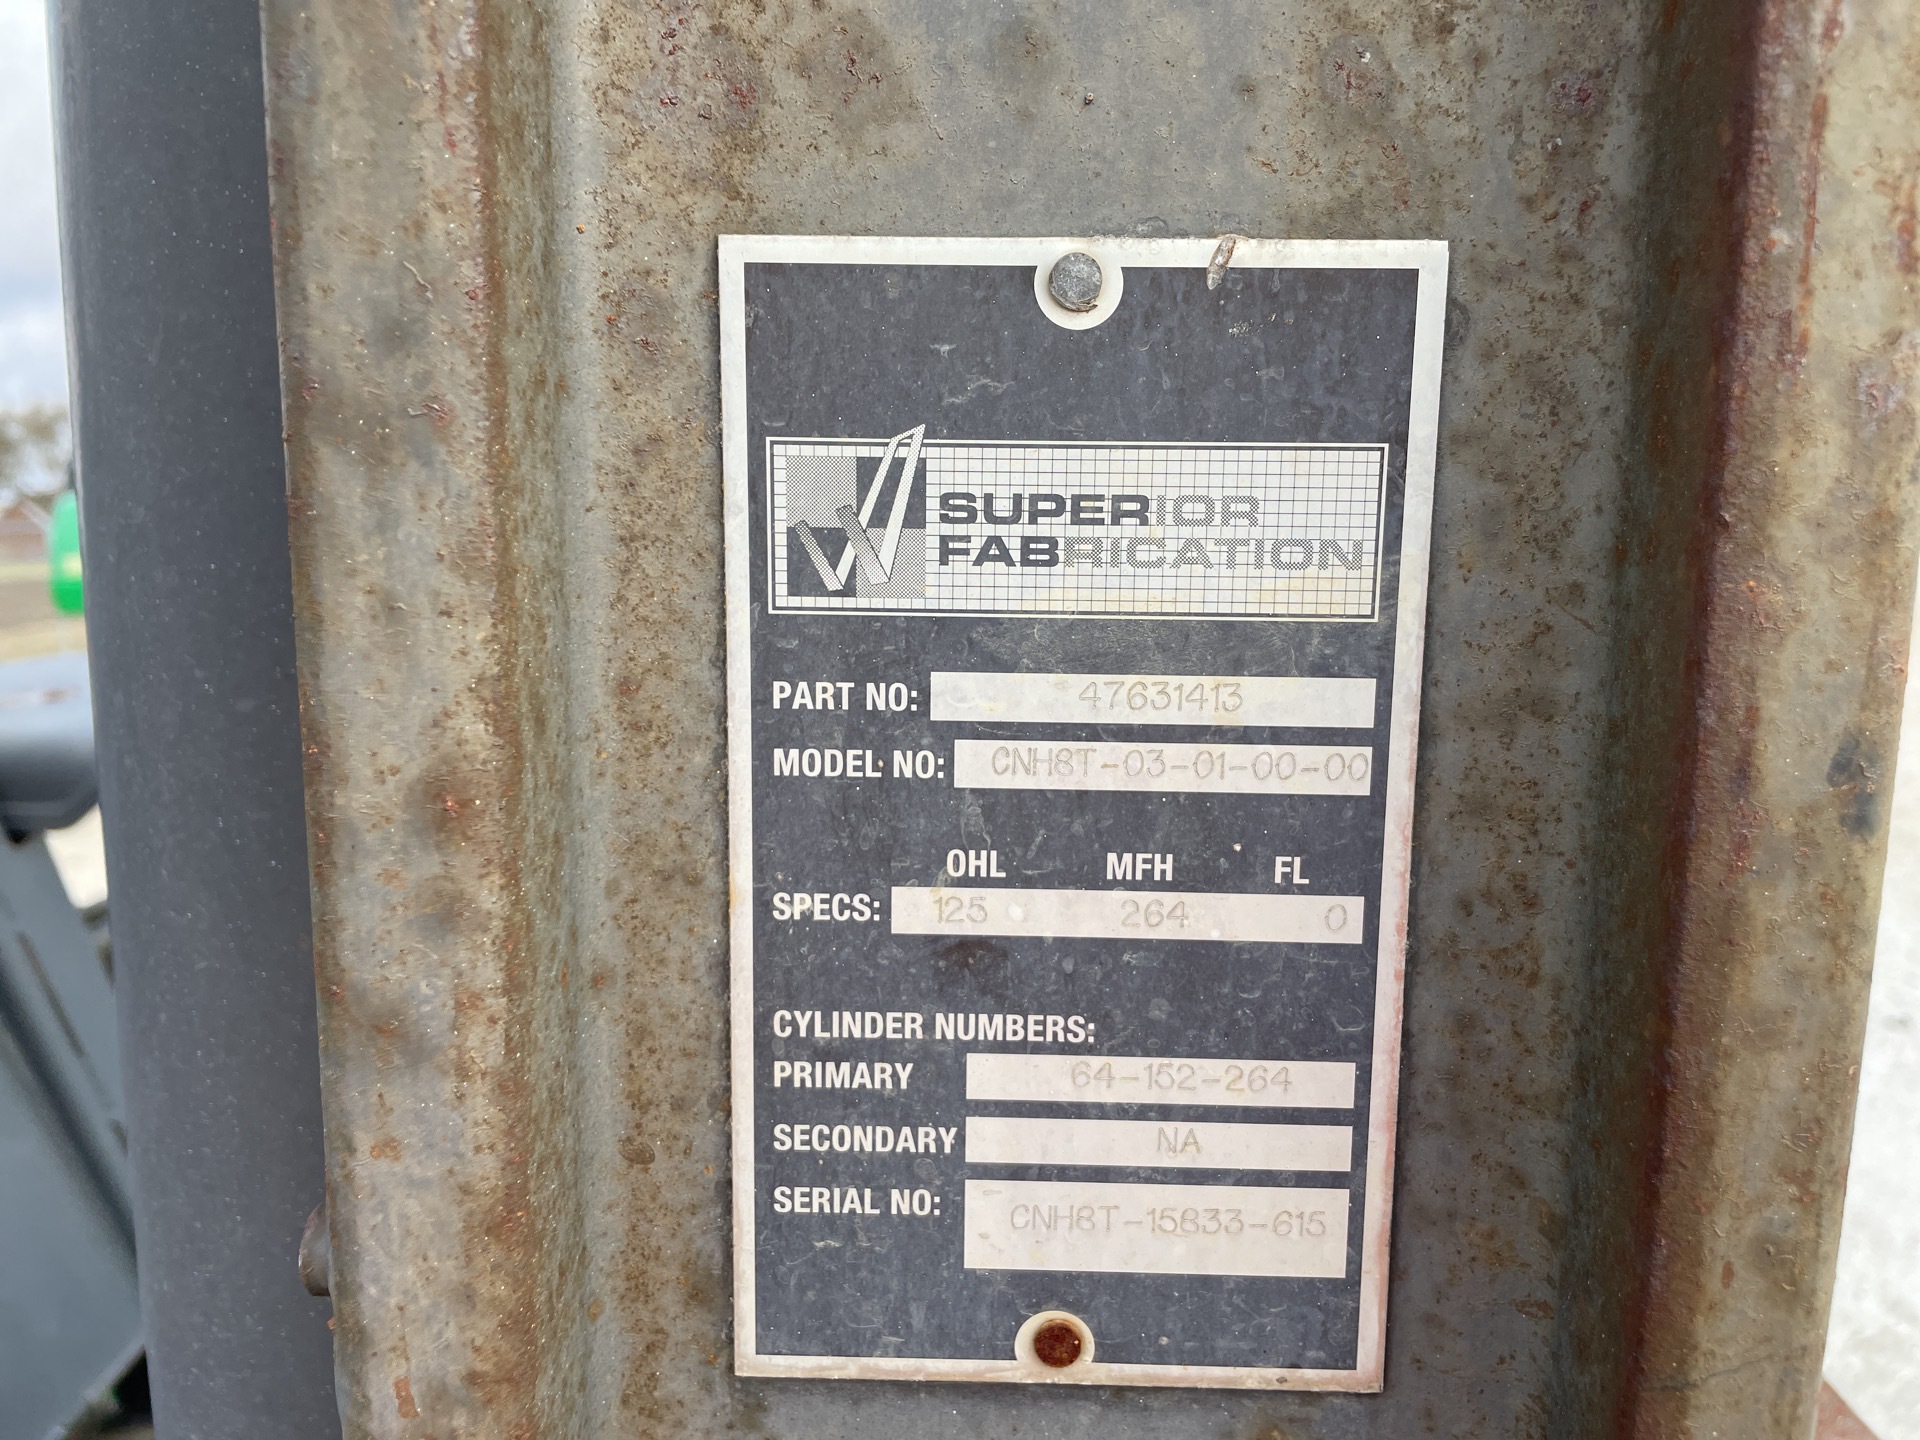 SUPERIOR
FABRICATION
PART NO: 47631413
MODEL NO: CNH8T-03-01-00-00
OHL MFH FL
SPECS: 125 264 0
CYLINDER NUMBERS:
PRIMARY 64-152-264
SECONDARY NA
SERIAL NO: CNH8T-15833-615